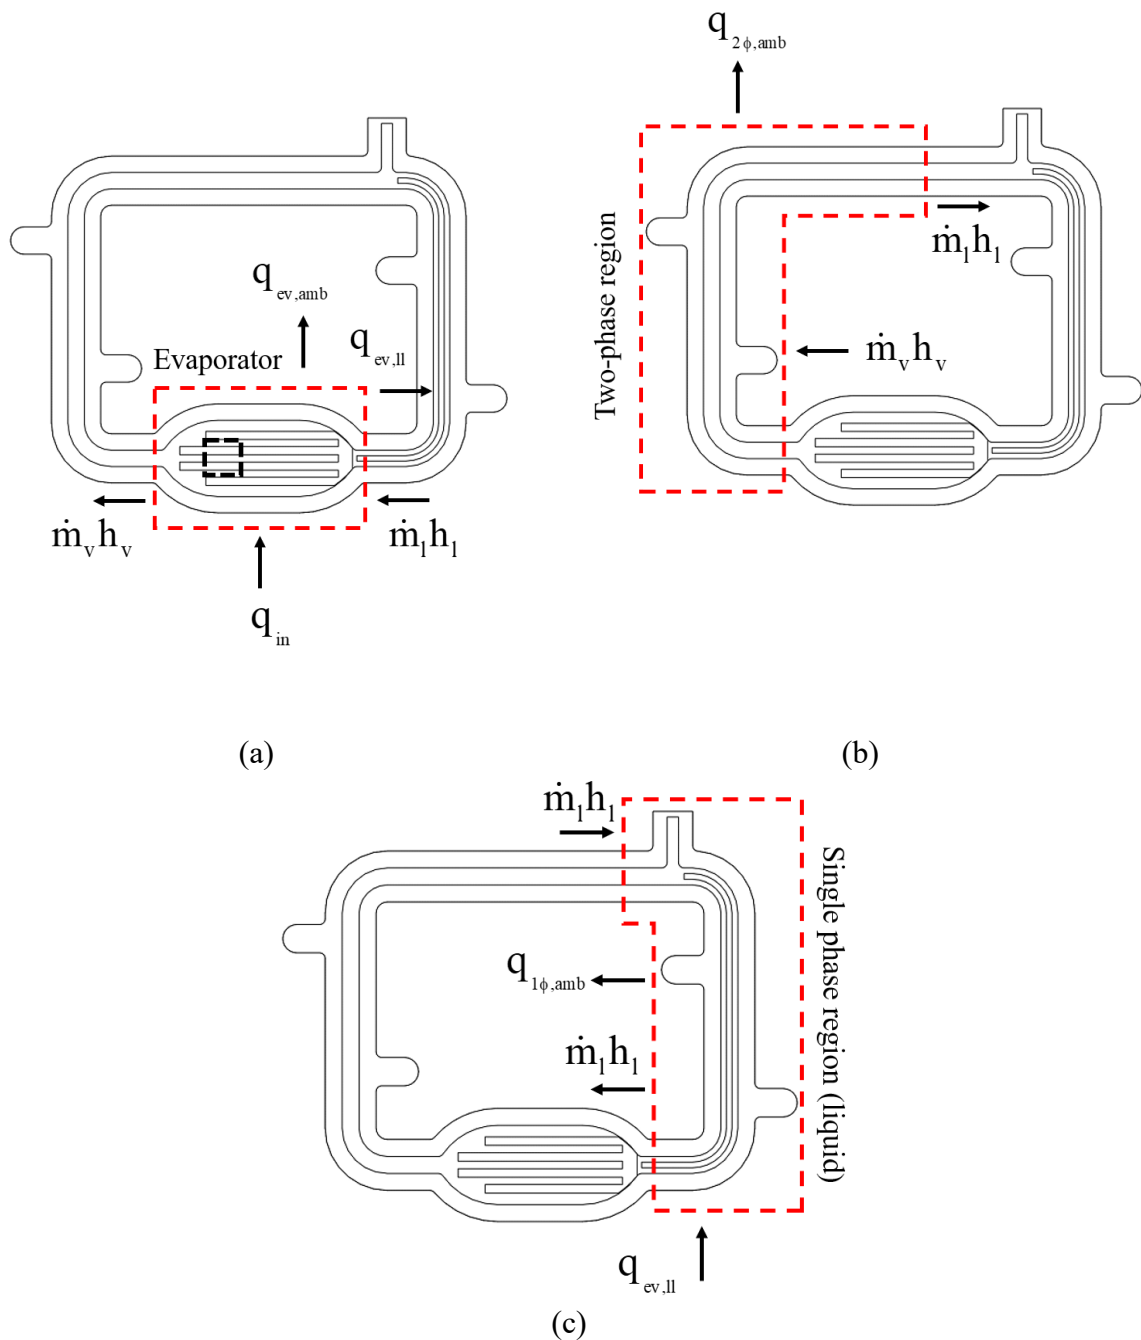 q2ϕ,amb
qev,amb
Evaporator
qev,ll
ṁvhv
ṁlhl
qin
Two-phase region
ṁlhl
ṁvhv
(a)
(b)
ṁlhl
q1ϕ,amb
ṁlhl
Single phase region (liquid)
qev,ll
(c)